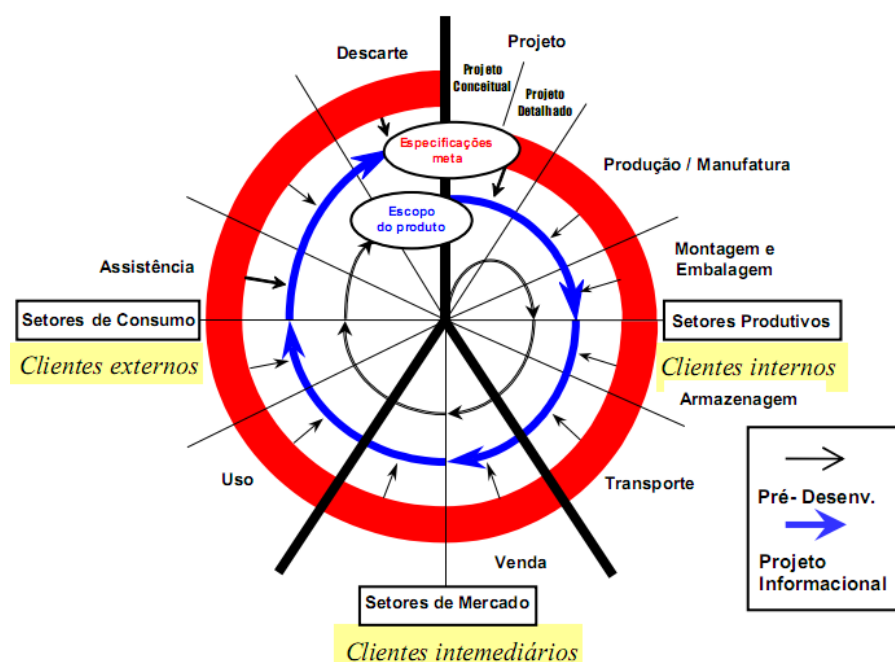 Descarte
Projeto
Projeto
Conceitual
Projeto
Detalhado
Especificações
meta
Produção / Manufatura
Escopo
do produto
Montagem e
Embalagem
Assistência
Setores de Consumo
Setores Produtivos
Clientes externos
Clientes internos
Armazenagem
Uso
Transporte
Pré- Desenv.
Venda
Projeto
Informacional
Setores de Mercado
Clientes intemediários